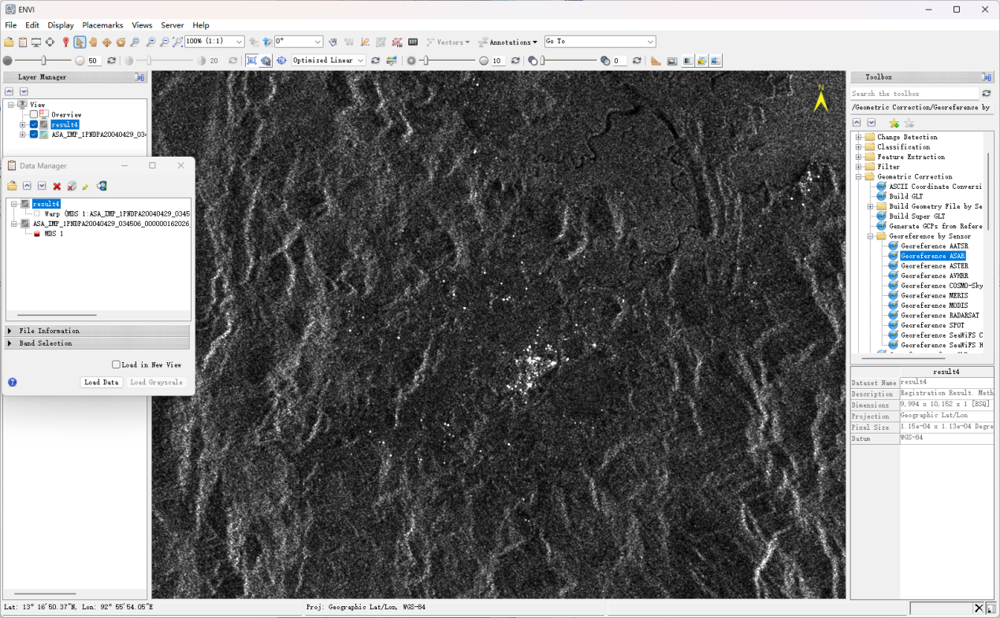 ENVI
File Edit Display Placemarks Views Server Help
100% (1:1) 0° Vectors Annotations Go To
50 20 Optimized Linear 10 0
Layer Manager
View
Overview
result4
ASA_IMP_1PNDPA20040429_03
Data Manager
result4
Warp (MDS 1:ASA_IMP_1PNDPA20040429_0345
ASA_IMP_1PNDPA20040429_034506_000000162026
MDS 1
File Information
Band Selection
Load in New View
Load Data Load Grayscale
N
Toolbox
Search the toolbox
/Geometric Correction/Georeference by
Change Detection
Classification
Feature Extraction
Filter
Geometric Correction
ASCII Coordinate Conversi
Build GLT
Build Geometry File by Se
Build Super GLT
Generate GCPs from Refere
Georeference by Sensor
Georeference AATSR
Georeference ASAR
Georeference ASTER
Georeference AVHRR
Georeference COSMO-Sky
Georeference MERIS
Georeference MODIS
Georeference RADARSAT
Georeference SPOT
Georeference SeaWiFS C
Georeference SeaWiFS H
result4
Dataset Name result4
Description Registration Result. Meth
Dimensions 9,994 x 10,152 x 1 [BSQ]
Projection Geographic Lat/Lon
Pixel Size 1.15e-04 x 1.13e-04 Degre
Datum WGS-84
Lat: 13° 16'50.37"N, Lon: 92° 55'54.05"E
Proj: Geographic Lat/Lon, WGS-84